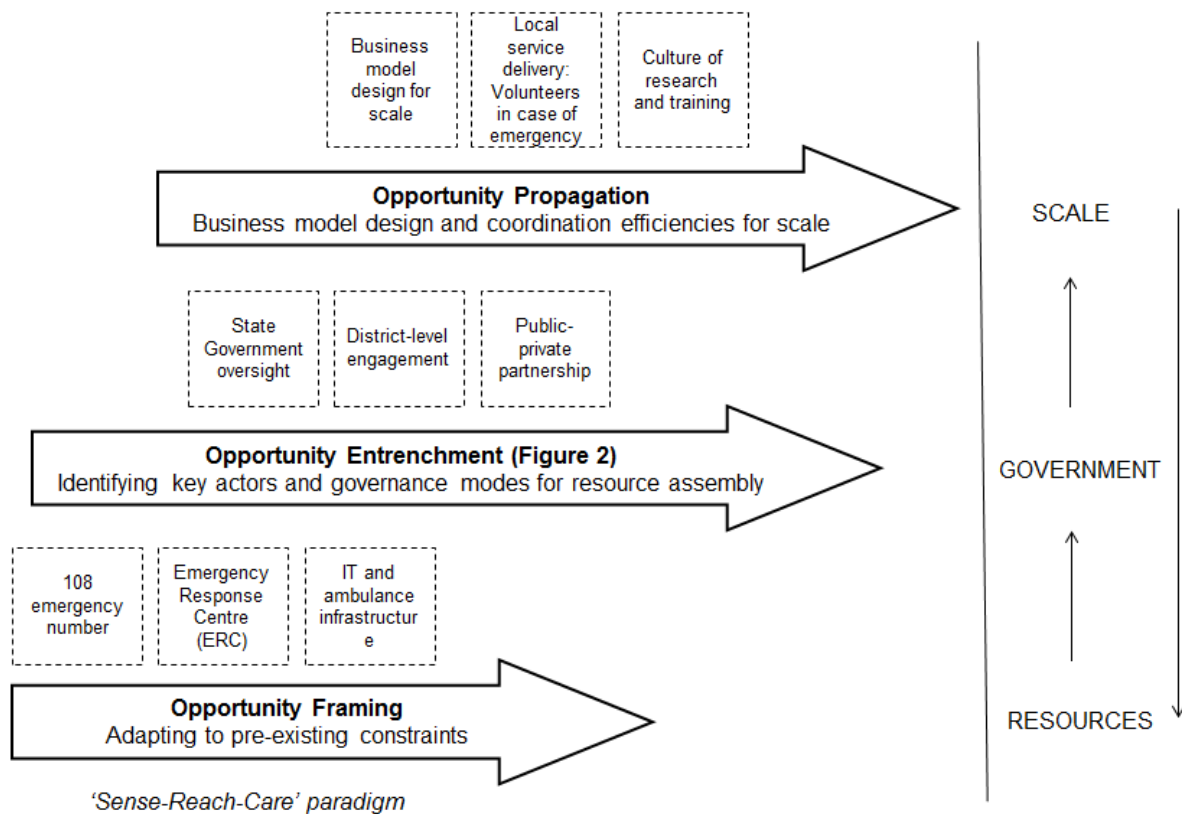 Business
model
design for
scale
Local
service
delivery:
Volunteers
in case of
emergency
Culture of
research
and training
Opportunity Propagation
Business model design and coordination efficiencies for scale
SCALE
State
Government
oversight
District-level
engagement
Public-
private
partnership
Opportunity Entrenchment (Figure 2)
Identifying key actors and governance modes for resource assembly
GOVERNMENT
108
emergency
number
Emergency
Response
Centre
(ERC)
IT and
ambulance
infrastructur
e
Opportunity Framing
Adapting to pre-existing constraints
RESOURCES
'Sense-Reach-Care' paradigm